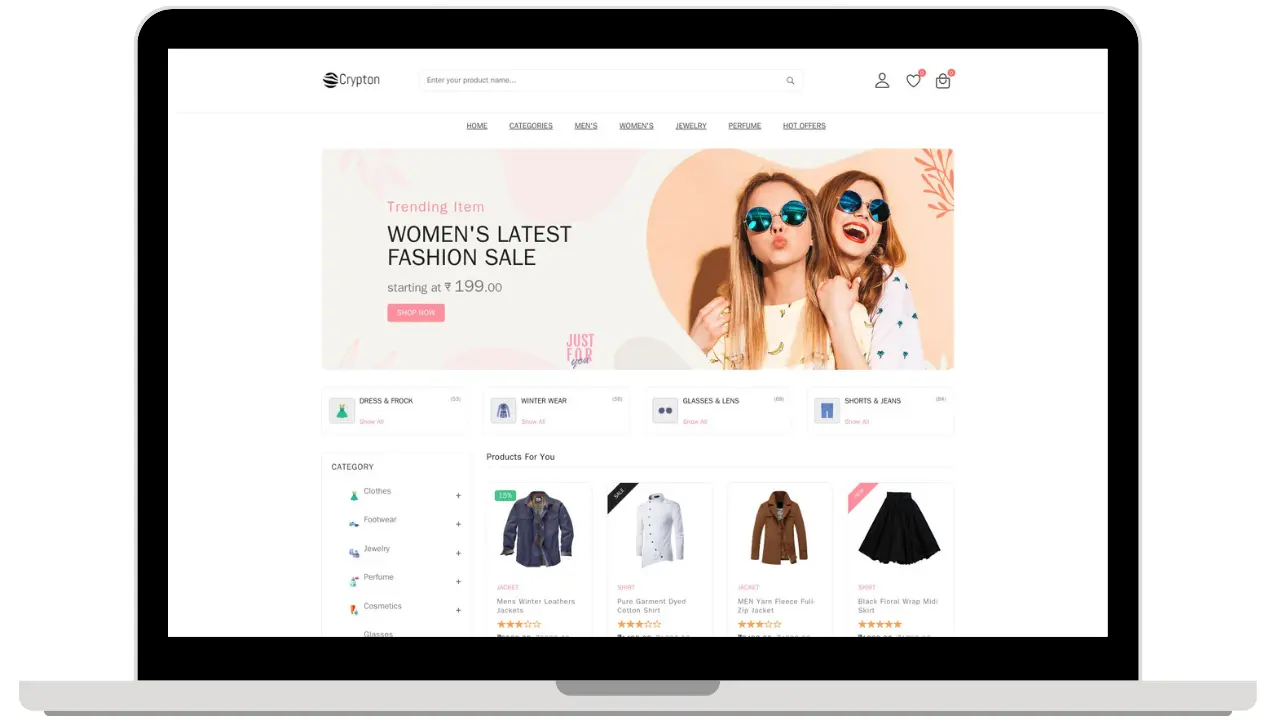 Crypton
Enter your product name...
0
0
HOME CATEGORIES MEN'S WOMEN'S JEWELRY PERFUME HOT OFFERS
Trending Item
WOMEN'S LATEST
FASHION SALE
starting at ₹ 199.00
SHOP NOW
JUST
FOR
you
DRESS & FROCK (53)
Show All
WINTER WEAR (58)
Show All
GLASSES & LENS (68)
Show All
SHORTS & JEANS (84)
Show All
CATEGORY
Clothes +
Footwear +
Jewelry +
Perfume +
Cosmetics +
Glasses
Products For You
15%
JACKET
Mens Winter Leathers
Jackets
SALE
SHIRT
Pure Garment Dyed
Cotton Shirt
JACKET
MEN Yarn Fleece Full-
Zip Jacket
NEW
SHIRT
Black Floral Wrap Midi
Skirt